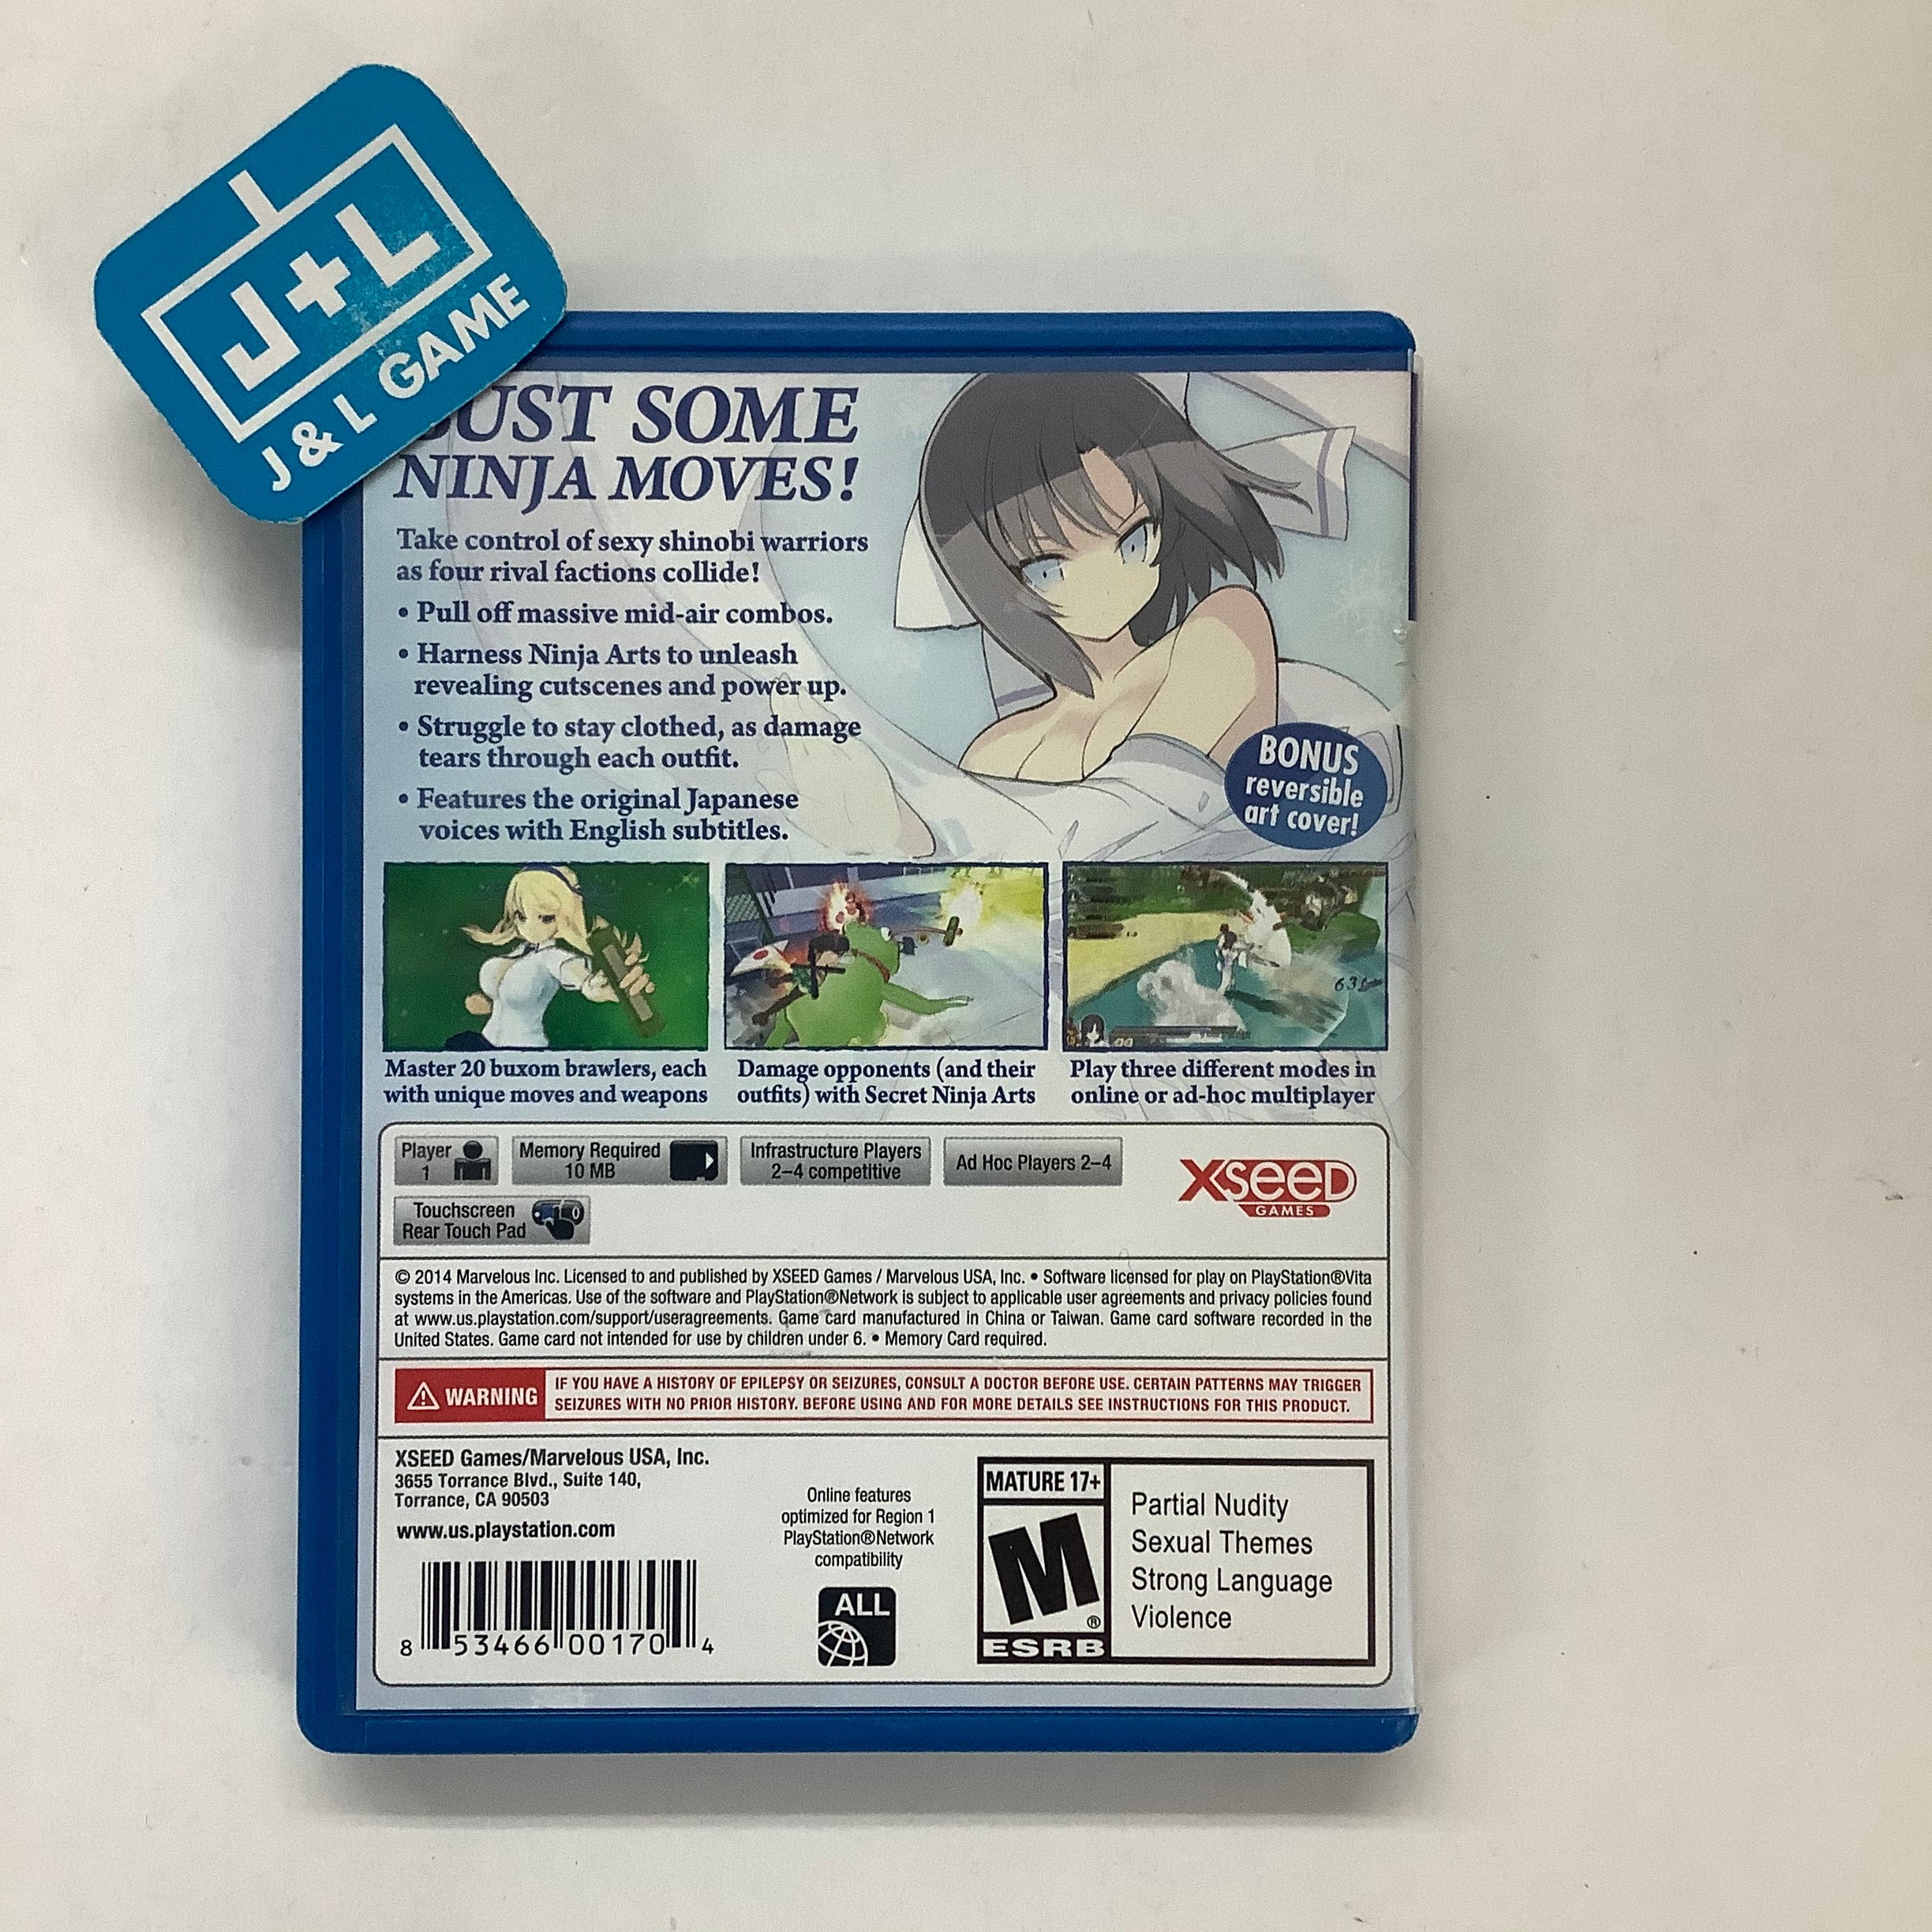 J+L
J & L GAME
BUST SOME
NINJA MOVES!
Take control of sexy shinobi warriors
as four rival factions collide!
• Pull off massive mid-air combos.
• Harness Ninja Arts to unleash
revealing cutscenes and power up.
• Struggle to stay clothed, as damage
tears through each outfit.
• Features the original Japanese
voices with English subtitles.
BONUS
reversible
art cover!
63
Master 20 buxom brawlers, each
with unique moves and weapons
Damage opponents (and their
outfits) with Secret Ninja Arts
Play three different modes in
online or ad-hoc multiplayer
Player
1
Memory Required
10 MB
Infrastructure Players
2–4 competitive
Ad Hoc Players 2–4
XSEED
GAMES
Touchscreen
Rear Touch Pad
© 2014 Marvelous Inc. Licensed to and published by XSEED Games / Marvelous USA, Inc. • Software licensed for play on PlayStation®Vita
systems in the Americas. Use of the software and PlayStation®Network is subject to applicable user agreements and privacy policies found
at www.us.playstation.com/support/useragreements. Game card manufactured in China or Taiwan. Game card software recorded in the
United States. Game card not intended for use by children under 6. • Memory Card required.
WARNING
IF YOU HAVE A HISTORY OF EPILEPSY OR SEIZURES, CONSULT A DOCTOR BEFORE USE. CERTAIN PATTERNS MAY TRIGGER
SEIZURES WITH NO PRIOR HISTORY. BEFORE USING AND FOR MORE DETAILS SEE INSTRUCTIONS FOR THIS PRODUCT.
XSEED Games/Marvelous USA, Inc.
3655 Torrance Blvd., Suite 140,
Torrance, CA 90503
www.us.playstation.com
8 53466 00170 4
Online features
optimized for Region 1
PlayStation®Network
compatibility
ALL
MATURE 17+
M
®
ESRB
Partial Nudity
Sexual Themes
Strong Language
Violence